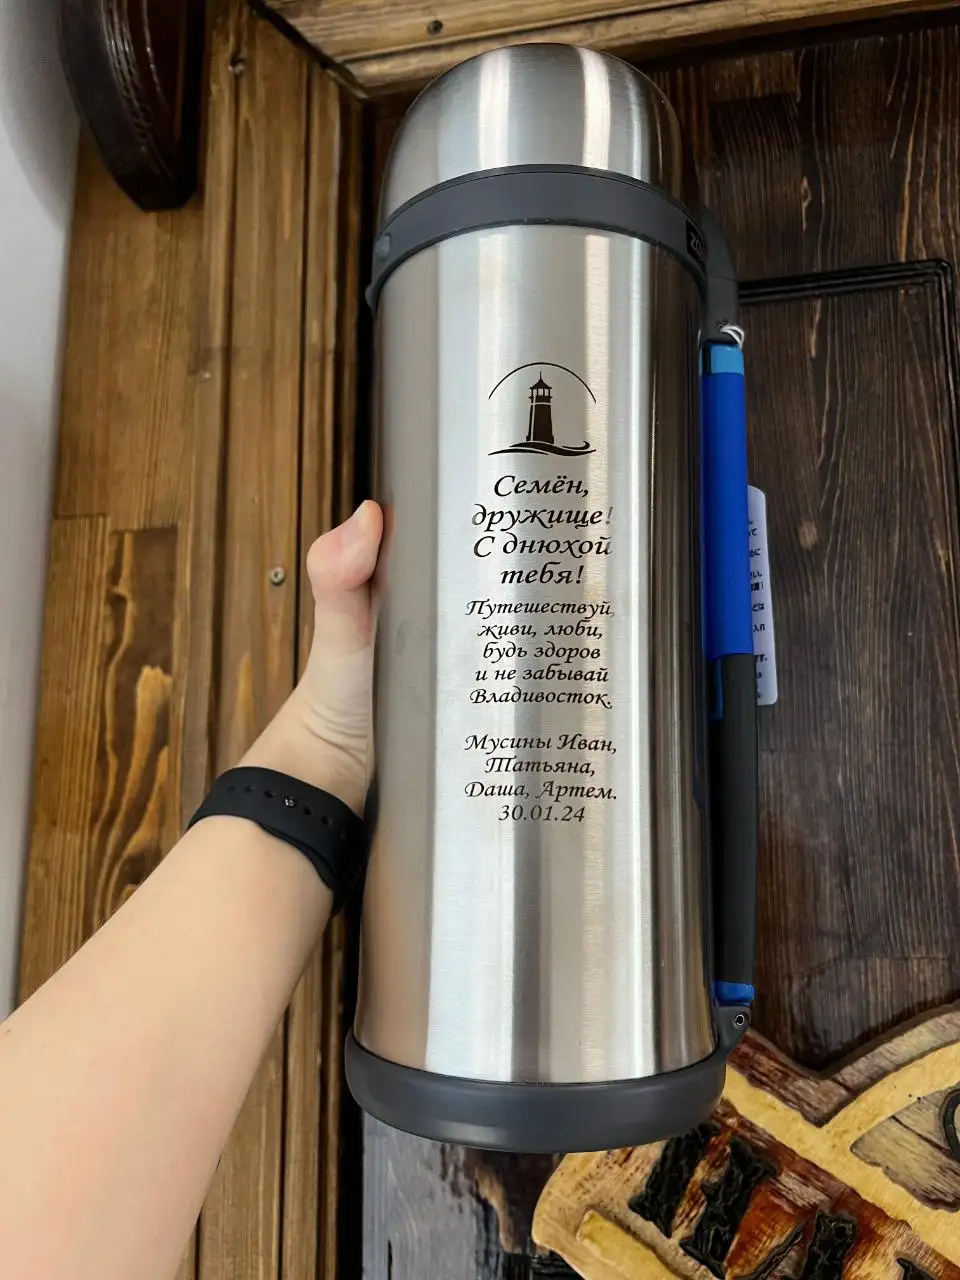 Семён,
дружище!
С днюхой
тебя!
Путешествуй,
живи, люби,
будь здоров
и не забывай
Владивосток.
Мусины Иван,
Татьяна,
Даша, Артем.
30.01.24